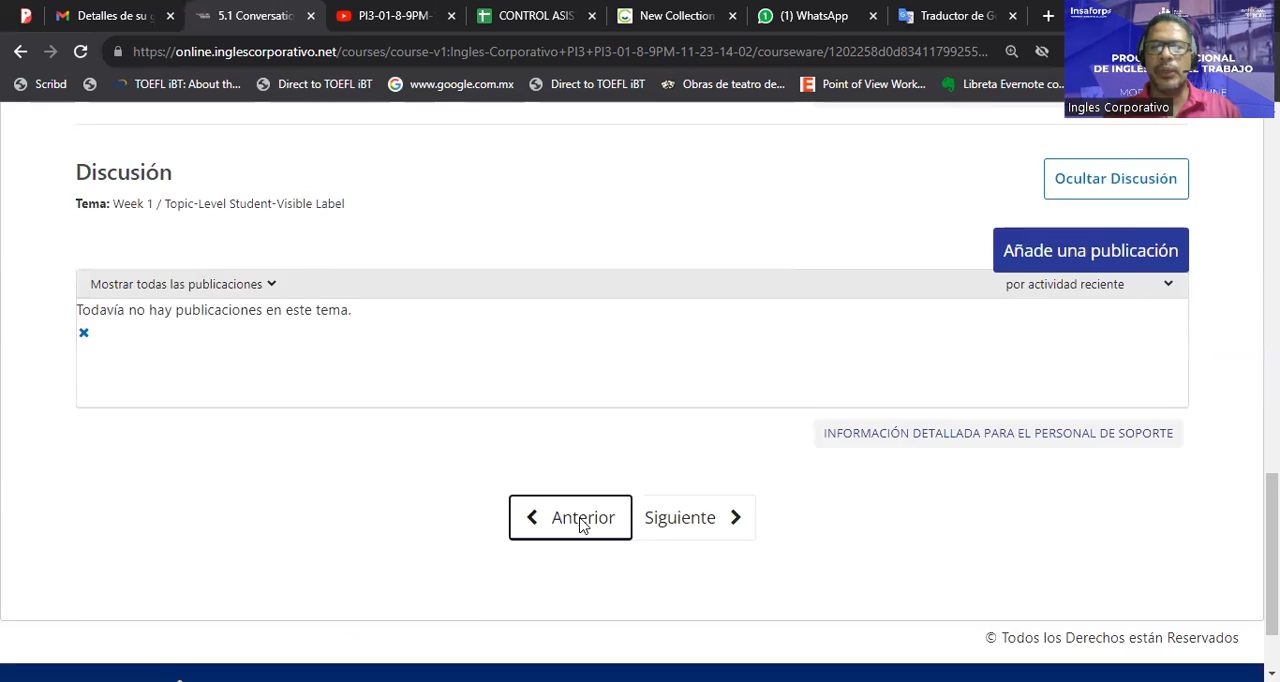 Detalles de su g
5.1 Conversatio
PI3-01-8-9PM-
CONTROL ASIS
New Collection
(1) WhatsApp
Traductor de G
https://online.inglescorporativo.net/courses/course-v1:Ingles-Corporativo+PI3+PI3-01-8-9PM-11-23-14-02/courseware/1202258d0d83411799255...
Scribd
TOEFL iBT: About th...
Direct to TOEFL iBT
www.google.com.mx
Direct to TOEFL iBT
Obras de teatro de...
Point of View Work...
Libreta Evernote co...
Insaforp
DE INGLÉS
TRABAJO
Ingles Corporativo
Discusión
Ocultar Discusión
Tema: Week 1 / Topic-Level Student-Visible Label
Añade una publicación
Mostrar todas las publicaciones
por actividad reciente
Todavía no hay publicaciones en este tema.
INFORMACIÓN DETALLADA PARA EL PERSONAL DE SOPORTE
Anterior
Siguiente
© Todos los Derechos están Reservados